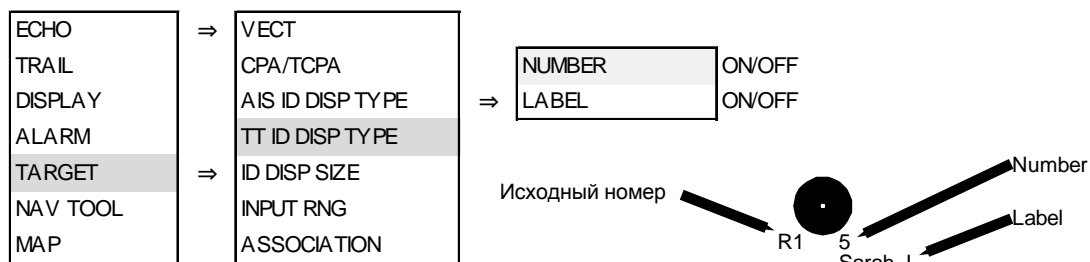 ECHO ⇒ VECT
TRAIL CPA/TCPA NUMBER ON/OFF
DISPLAY AIS ID DISP TYPE ⇒ LABEL ON/OFF
ALARM TT ID DISP TYPE
TARGET ⇒ ID DISP SIZE Number
NAV TOOL INPUT RNG Исходный номер Label
MAP ASSOCIATION R1 5
Sarah J